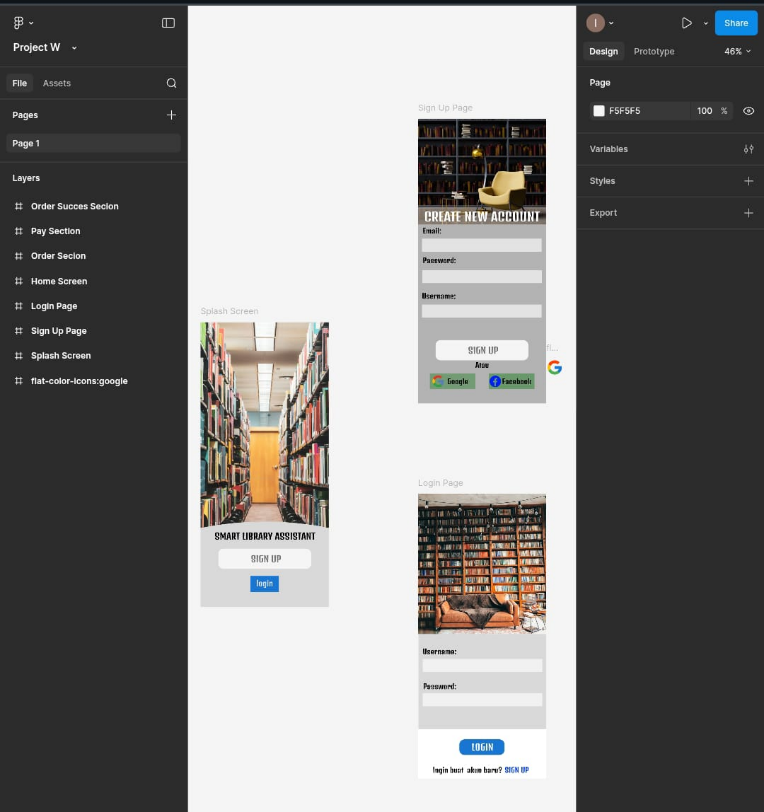 Project W
File Assets
Pages
Page 1
Layers
Order Succes Secion
Pay Section
Order Secion
Home Screen
Login Page
Sign Up Page
Splash Screen
flat-color-icons:google
Splash Screen
SMART LIBRARY ASSISTANT
SIGN UP
login
Sign Up Page
CREATE NEW ACCOUNT
Email:
Password:
Username:
SIGN UP
Atau
Google Facebook
fl...
Login Page
Username:
Password:
LOGIN
Ingin buat akun baru? SIGN UP
I
Share
Design Prototype 46%
Page
F5F5F5 100 %
Variables
Styles
Export